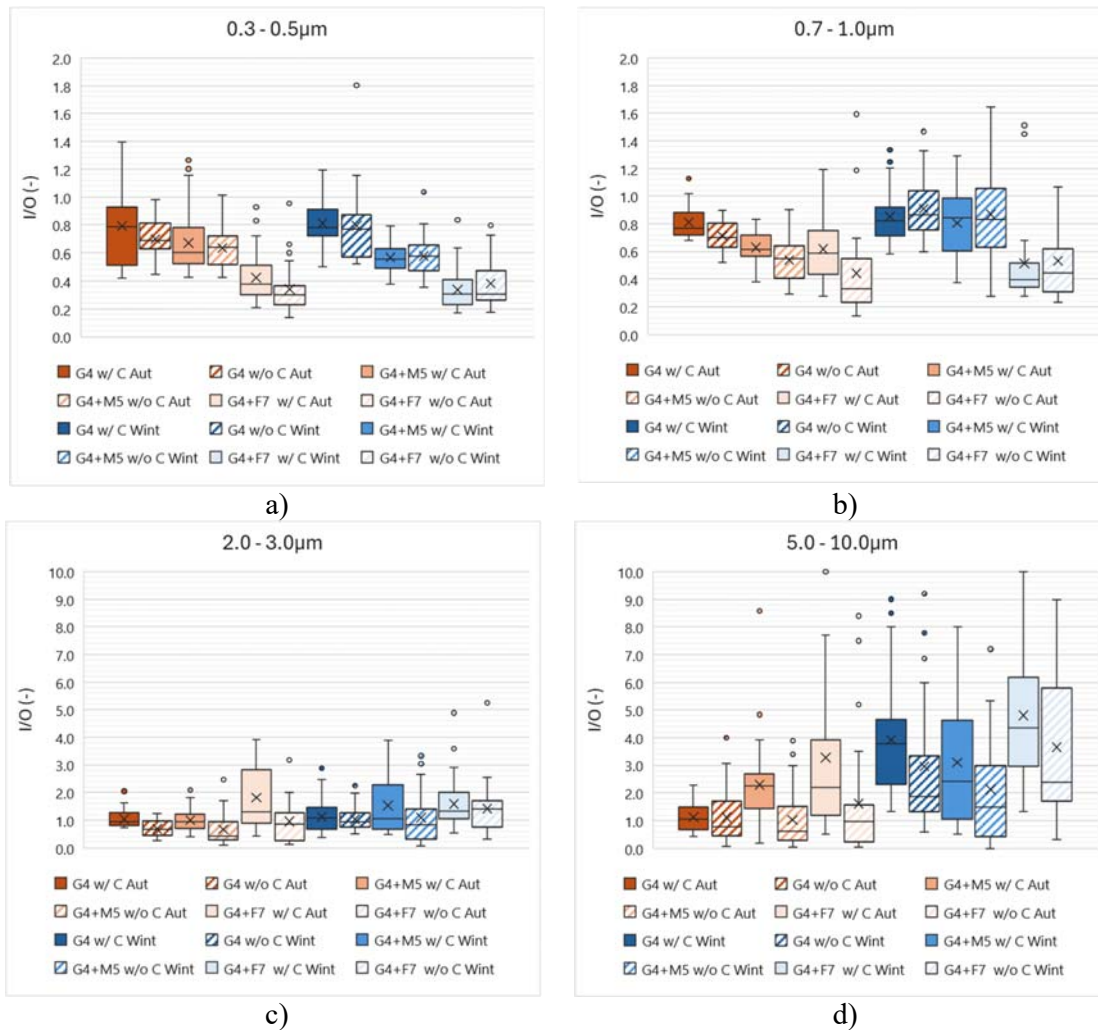 0.3 - 0.5µm
2.0
1.8
1.6
1.4
1.2
1.0
0.8
0.6
0.4
0.2
0.0
I/O (-)
G4 w/ C Aut G4 w/o C Aut G4+M5 w/ C Aut
G4+M5 w/o C Aut G4+F7 w/ C Aut G4+F7 w/o C Aut
G4 w/ C Wint G4 w/o C Wint G4+M5 w/ C Wint
G4+M5 w/o C Wint G4+F7 w/ C Wint G4+F7 w/o C Wint
a)
0.7 - 1.0µm
2.0
1.8
1.6
1.4
1.2
1.0
0.8
0.6
0.4
0.2
0.0
I/O (-)
G4 w/ C Aut G4 w/o C Aut G4+M5 w/ C Aut
G4+M5 w/o C Aut G4+F7 w/ C Aut G4+F7 w/o C Aut
G4 w/ C Wint G4 w/o C Wint G4+M5 w/ C Wint
G4+M5 w/o C Wint G4+F7 w/ C Wint G4+F7 w/o C Wint
b)
2.0 - 3.0µm
10.0
9.0
8.0
7.0
6.0
5.0
4.0
3.0
2.0
1.0
0.0
I/O (-)
G4 w/ C Aut G4 w/o C Aut G4+M5 w/ C Aut
G4+M5 w/o C Aut G4+F7 w/ C Aut G4+F7 w/o C Aut
G4 w/ C Wint G4 w/o C Wint G4+M5 w/ C Wint
G4+M5 w/o C Wint G4+F7 w/ C Wint G4+F7 w/o C Wint
c)
5.0 - 10.0µm
10.0
9.0
8.0
7.0
6.0
5.0
4.0
3.0
2.0
1.0
0.0
I/O (-)
G4 w/ C Aut G4 w/o C Aut G4+M5 w/ C Aut
G4+M5 w/o C Aut G4+F7 w/ C Aut G4+F7 w/o C Aut
G4 w/ C Wint G4 w/o C Wint G4+M5 w/ C Wint
G4+M5 w/o C Wint G4+F7 w/ C Wint G4+F7 w/o C Wint
d)